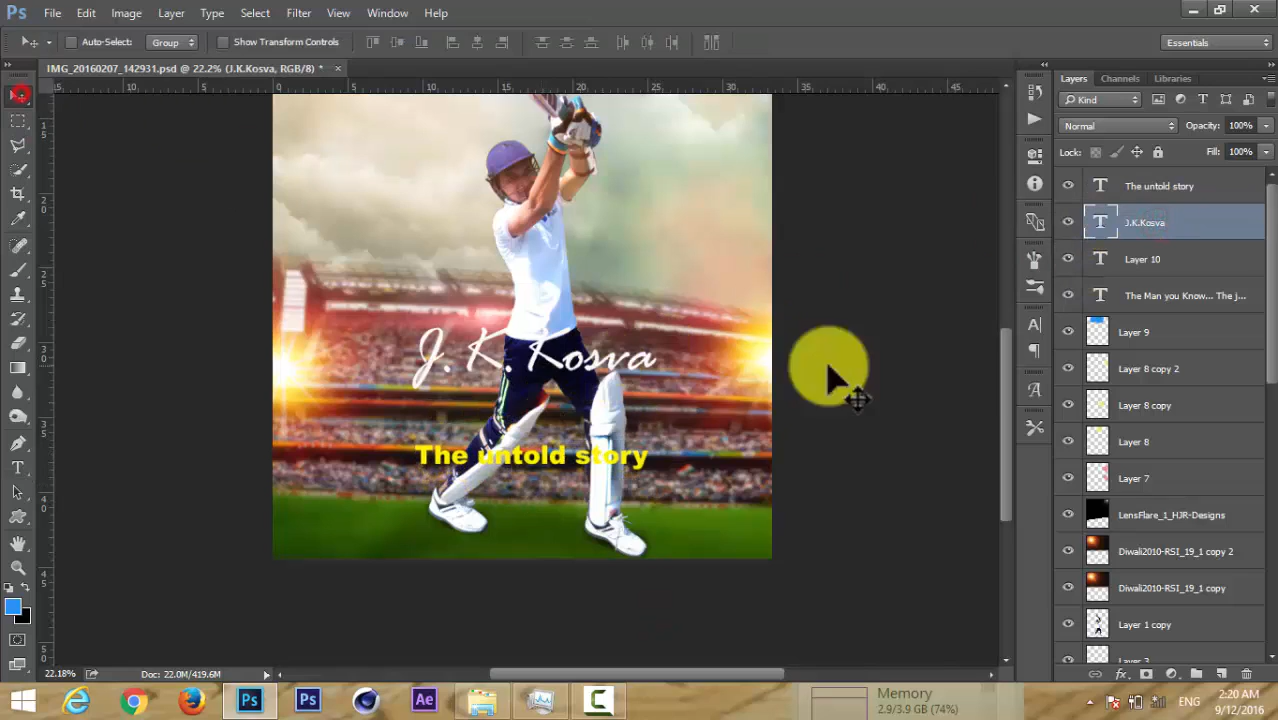 Ps File Edit Image Layer Type Select Filter View Window Help
Auto-Select: Group Show Transform Controls Essentials
IMG_20160207_142931.psd @ 22.2% (J.K.Kosva, RGB/8) *
Layers Channels Libraries
Kind
Normal Opacity: 100%
Lock: Fill: 100%
The untold story
J.K.Kosva
Layer 10
The Man you Know... The j...
Layer 9
Layer 8 copy 2
Layer 8 copy
Layer 8
Layer 7
LensFlare_1_HJR-Designs
Diwali2010-RSI_19_1 copy 2
Diwali2010-RSI_19_1 copy
Layer 1 copy
Layer 3
J. K. Kosva
The untold story
22.18% Doc: 22.0M/419.6M
Ps Ps Ae
Memory
2.9/3.9 GB (74%)
ENG
2:20 AM
9/12/2016